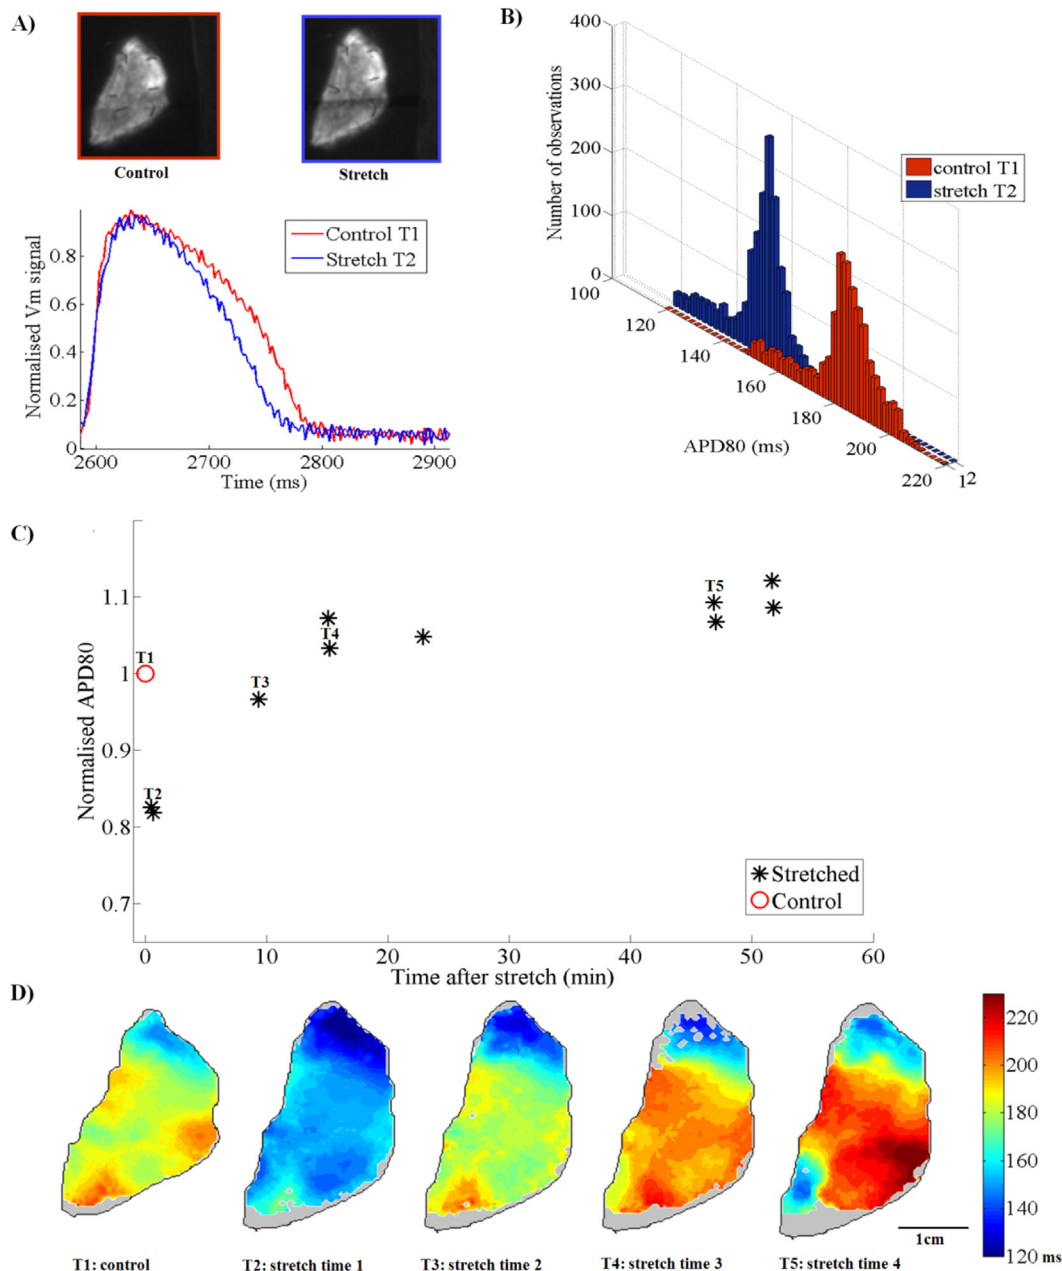 A)
Control
Stretch
Normalised Vm signal
0.8
0.6
0.4
0.2
0
2600
2700
2800
2900
Time (ms)
Control T1
Stretch T2
B)
Number of observations
400
300
200
100
0
100
120
140
160
180
200
220
1
2
APD80 (ms)
control T1
stretch T2
C)
Normalised APD80
1.1
1
0.9
0.8
0.7
T1
T2
T3
T4
T5
0
10
20
30
40
50
60
Time after stretch (min)
Stretched
Control
D)
T1: control
T2: stretch time 1
T3: stretch time 2
T4: stretch time 3
T5: stretch time 4
1cm
220
200
180
160
140
120 ms